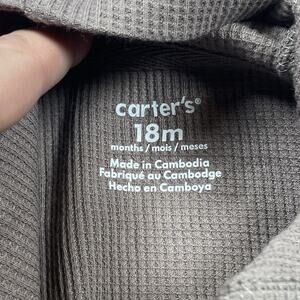 carter's®
18m
months / mois / meses
Made in Cambodia
Fabriqué au Cambodge
Hecho en Camboya